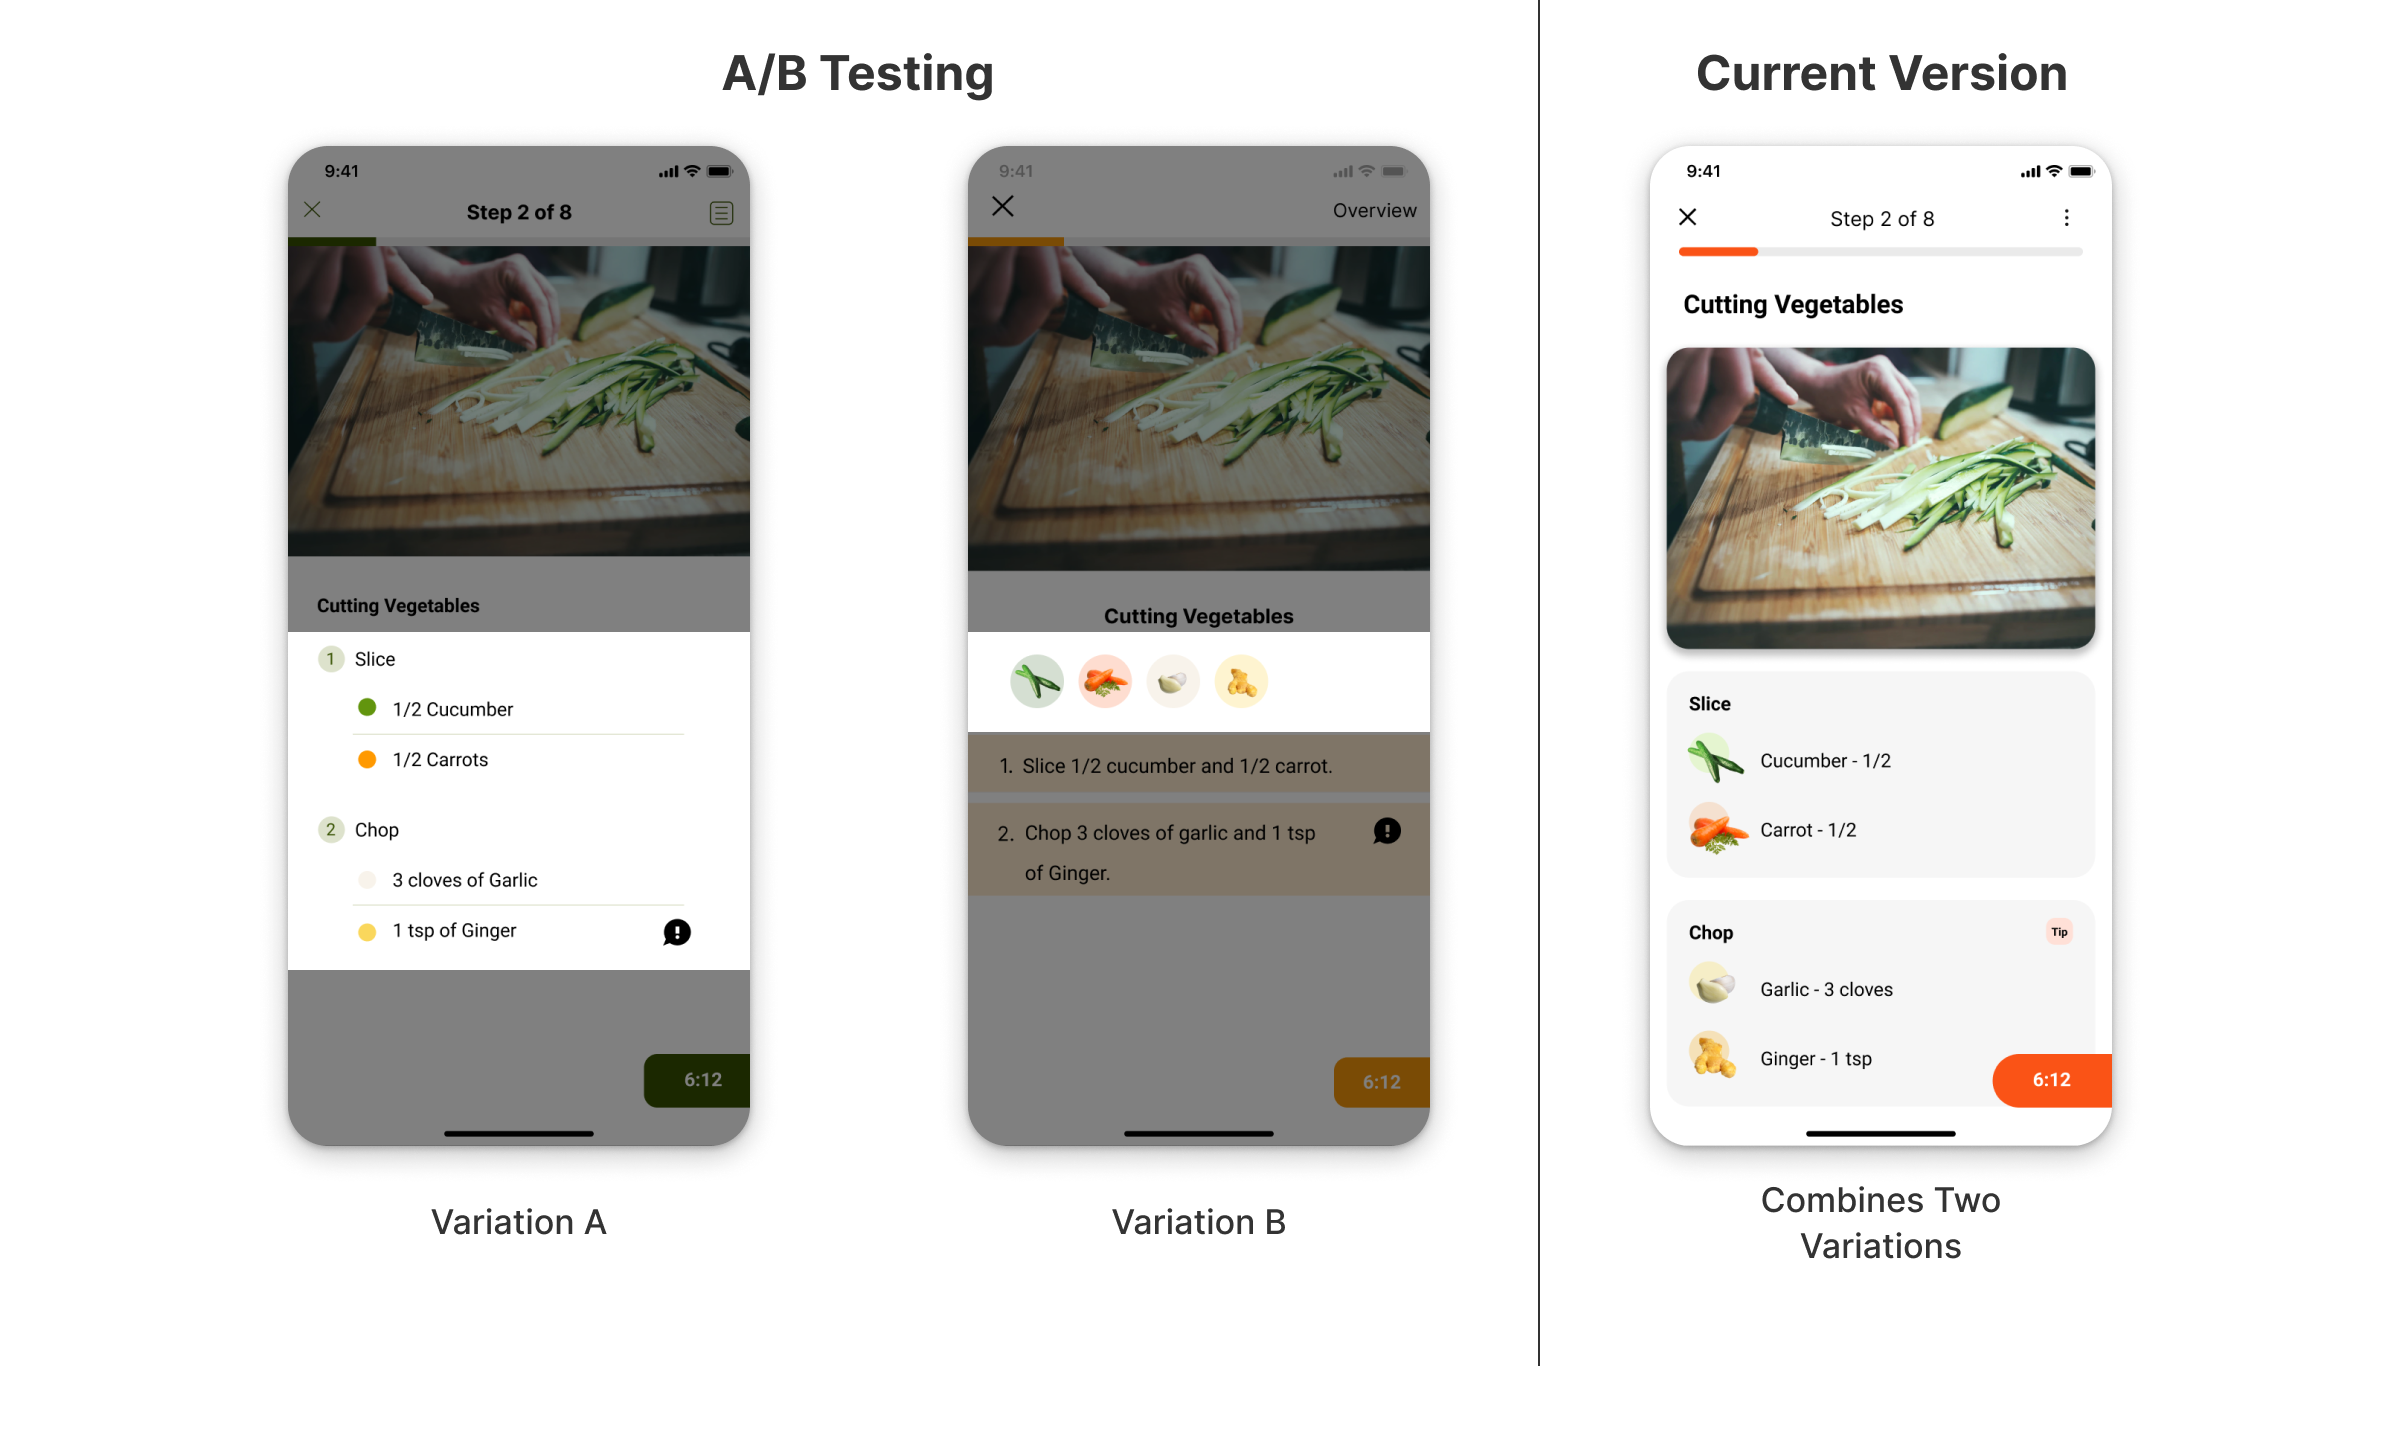 A/B Testing
9:41
Step 2 of 8
Cutting Vegetables
1 Slice
1/2 Cucumber
1/2 Carrots
2 Chop
3 cloves of Garlic
1 tsp of Ginger
6:12
Variation A
9:41
Overview
Cutting Vegetables
1. Slice 1/2 cucumber and 1/2 carrot.
2. Chop 3 cloves of garlic and 1 tsp
of Ginger.
6:12
Variation B
Current Version
9:41
Step 2 of 8
Cutting Vegetables
Slice
Cucumber - 1/2
Carrot - 1/2
Chop
Tip
Garlic - 3 cloves
Ginger - 1 tsp
6:12
Combines Two
Variations